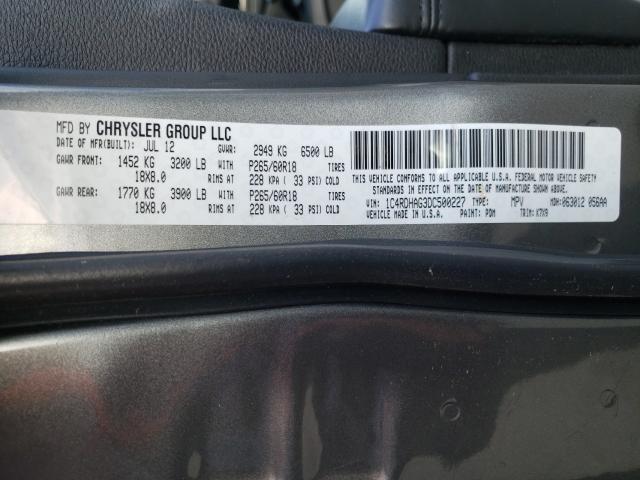 MFD BY CHRYSLER GROUP LLC
DATE OF MFR(BUILT): JUL 12 GVWR: 2949 KG 6500 LB
GAWR FRONT: 1452 KG 3200 LB WITH P265/60R18 TIRES
18X8.0 RIMS AT 228 KPA ( 33 PSI) COLD
GAWR REAR: 1770 KG 3900 LB WITH P265/60R18 TIRES
18X8.0 RIMS AT 228 KPA ( 33 PSI) COLD
THIS VEHICLE CONFORMS TO ALL APPLICABLE U.S.A. FEDERAL MOTOR VEHICLE SAFETY
STANDARDS IN EFFECT ON THE DATE OF MANUFACTURE SHOWN ABOVE.
VIN: 1C4RDHAG3DC500227 TYPE: MPV MDH: 063012 056AA
VEHICLE MADE IN U.S.A. PAINT: PDM TRIM: K7X9